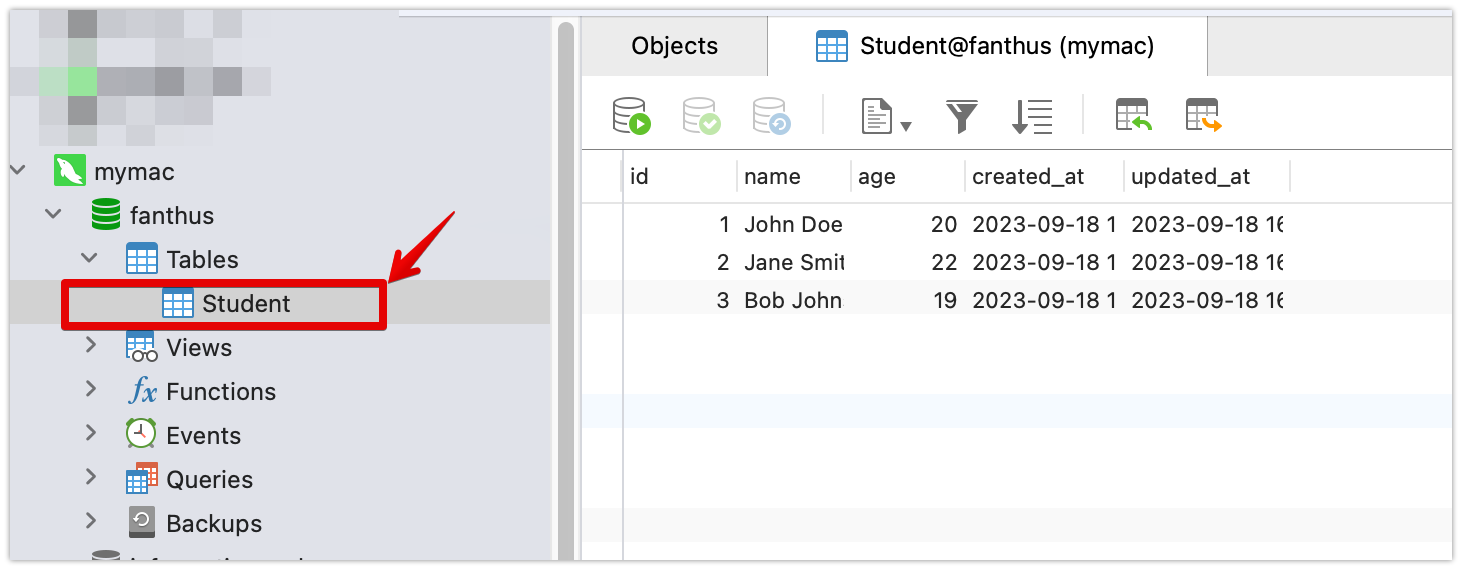 mymac
fanthus
Tables
Student
Views
Functions
Events
Queries
Backups
Objects
Student@fanthus (mymac)
id name age created_at updated_at
1 John Doe 20 2023-09-18 1 2023-09-18 16
2 Jane Smit 22 2023-09-18 1 2023-09-18 16
3 Bob John 19 2023-09-18 1 2023-09-18 16